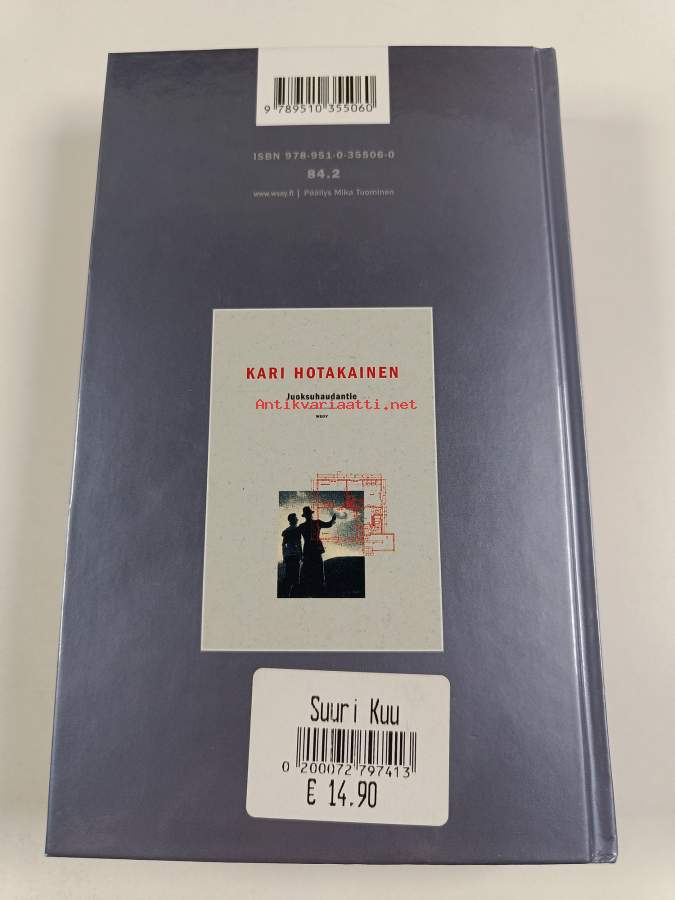 9 789510 355060
ISBN 978-951-0-35506-0
84.2
www.wsoy.fi | Päällys Mika Tuominen
KARI HOTAKAINEN
Juoksuhaudantie
Antikvariaatti.net
WSOY
Suuri Kuu
0 200072 797413
€ 14.90